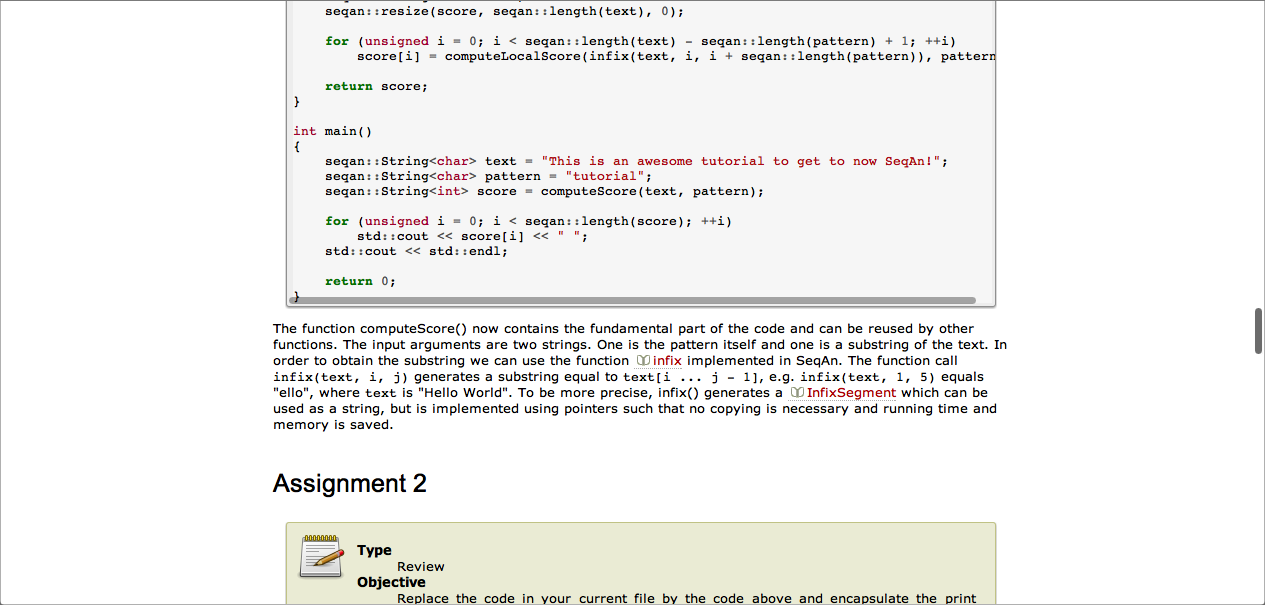 seqan::resize(score, seqan::length(text), 0);
for (unsigned i = 0; i < seqan::length(text) - seqan::length(pattern) + 1; ++i)
score[i] = computeLocalScore(infix(text, i, i + seqan::length(pattern)), pattern
return score;
}
int main()
{
seqan::String<char> text = "This is an awesome tutorial to get to now SeqAn!";
seqan::String<char> pattern = "tutorial";
seqan::String<int> score = computeScore(text, pattern);
for (unsigned i = 0; i < seqan::length(score); ++i)
std::cout << score[i] << " ";
std::cout << std::endl;
return 0;
}
The function computeScore() now contains the fundamental part of the code and can be reused by other
functions. The input arguments are two strings. One is the pattern itself and one is a substring of the text. In
order to obtain the substring we can use the function infix implemented in SeqAn. The function call
infix(text, i, j) generates a substring equal to text[i ... j - 1], e.g. infix(text, 1, 5) equals
"ello", where text is "Hello World". To be more precise, infix() generates a InfixSegment which can be
used as a string, but is implemented using pointers such that no copying is necessary and running time and
memory is saved.
Assignment 2
Type
Review
Objective
Replace the code in your current file by the code above and encapsulate the print